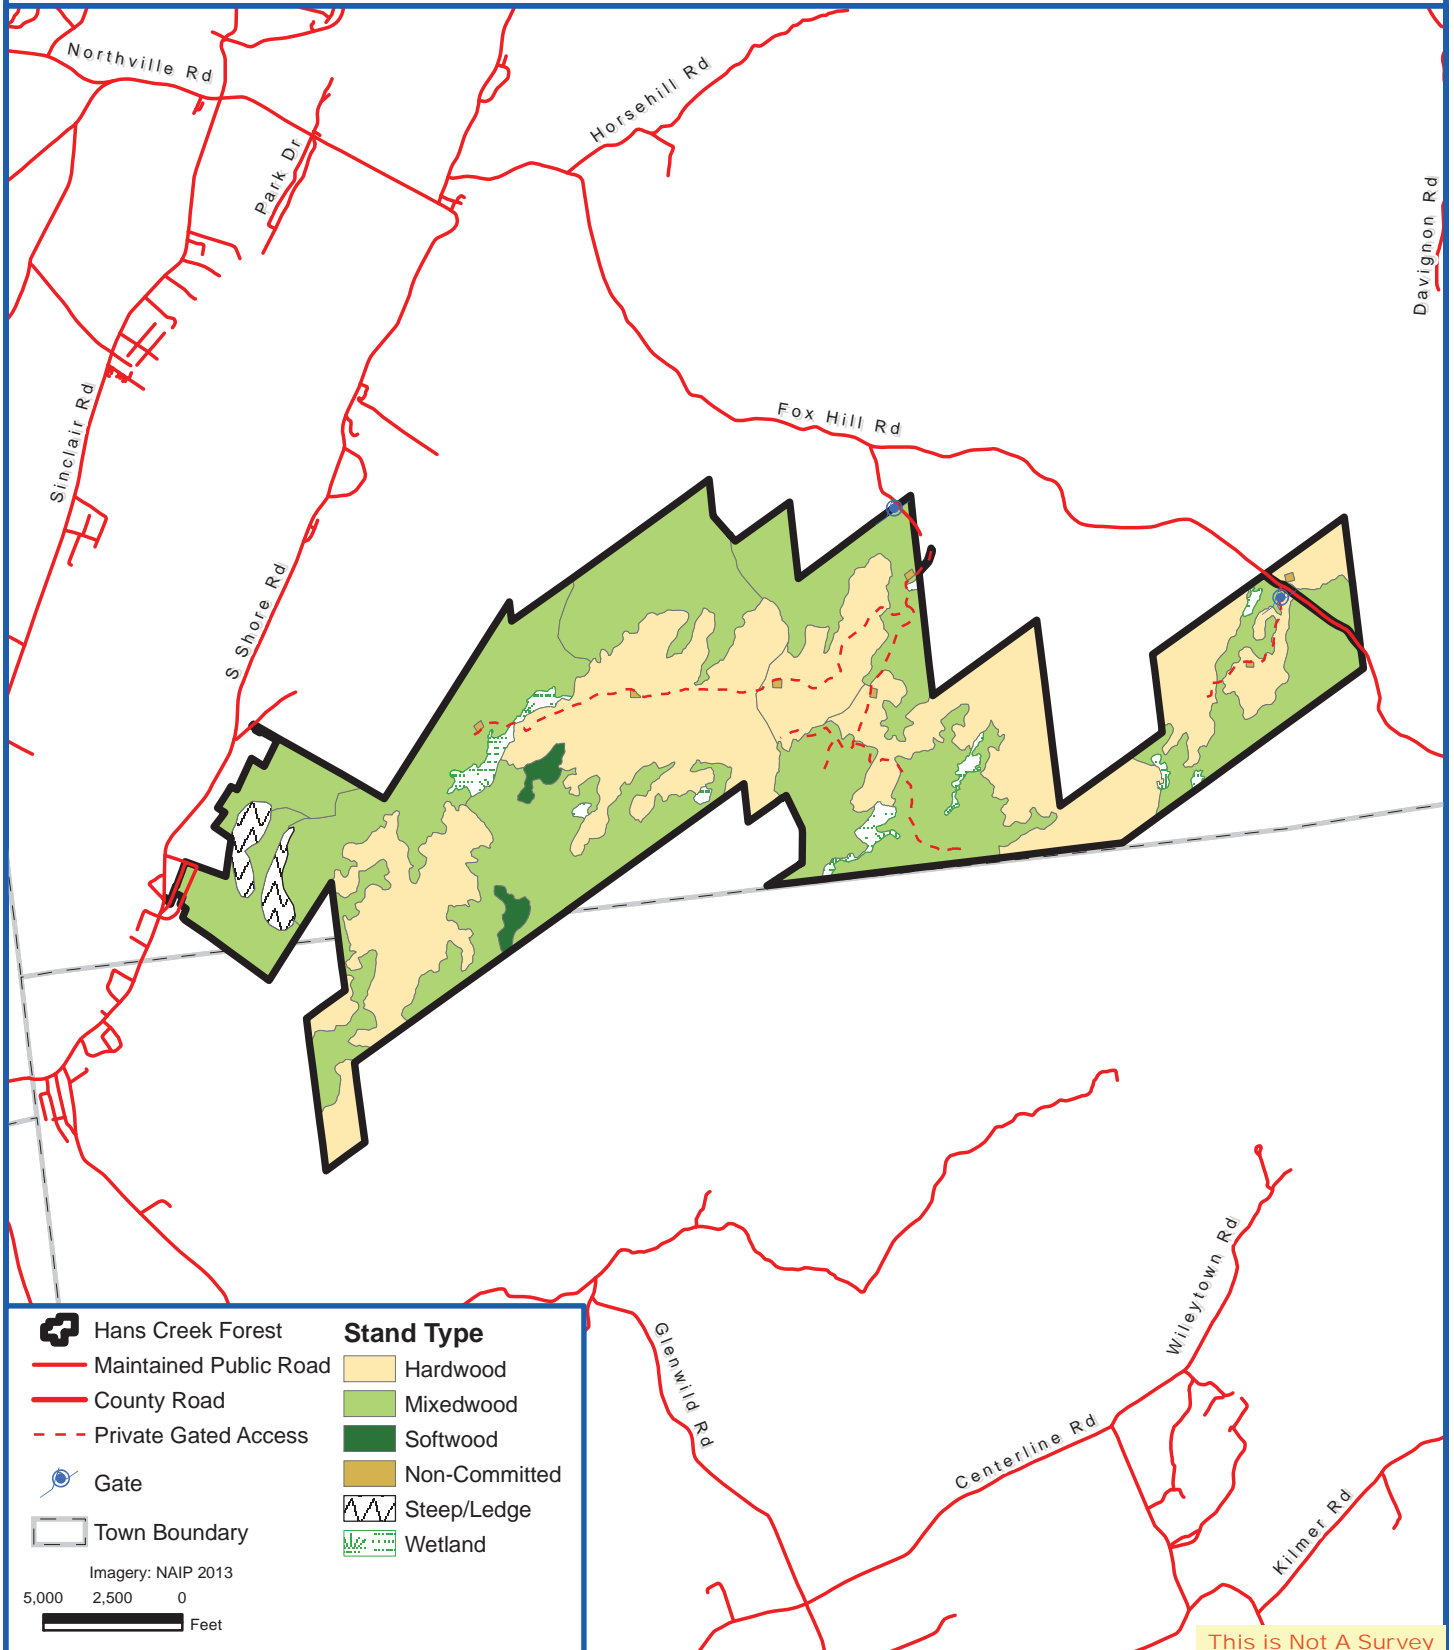 Northville Rd
Horsehill Rd
Park Dr
Davignon Rd
Sinclair Rd
Fox Hill Rd
S Shore Rd
Wileytown Rd
Glenwild Rd
Centerline Rd
Kilmer Rd
Hans Creek Forest
Maintained Public Road
County Road
Private Gated Access
Gate
Town Boundary
Imagery: NAIP 2013
5,000 2,500 0
Feet
Stand Type
Hardwood
Mixedwood
Softwood
Non-Committed
Steep/Ledge
Wetland
This is Not A Survey